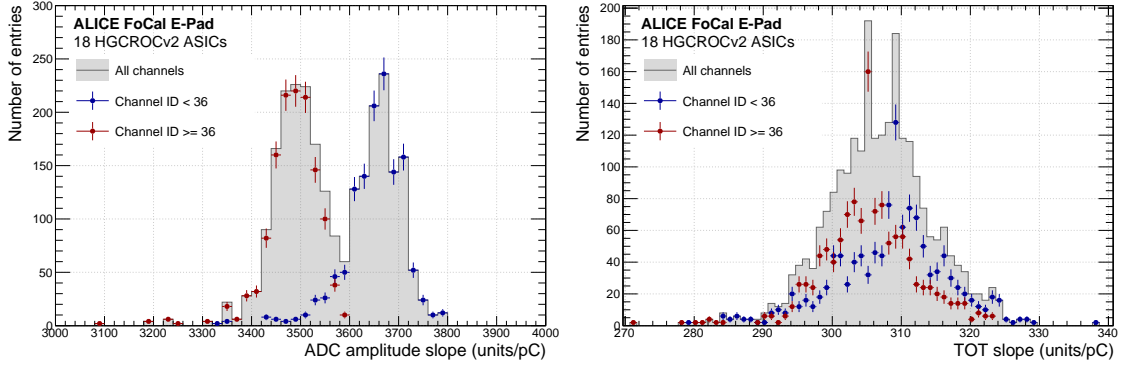 ALICE FoCal E-Pad
18 HGCROCv2 ASICs
All channels
Channel ID < 36
Channel ID >= 36
Number of entries
300
250
200
150
100
50
0
3000 3100 3200 3300 3400 3500 3600 3700 3800 3900 4000
ADC amplitude slope (units/pC)
ALICE FoCal E-Pad
18 HGCROCv2 ASICs
All channels
Channel ID < 36
Channel ID >= 36
Number of entries
200
180
160
140
120
100
80
60
40
20
0
270 280 290 300 310 320 330 340
TOT slope (units/pC)